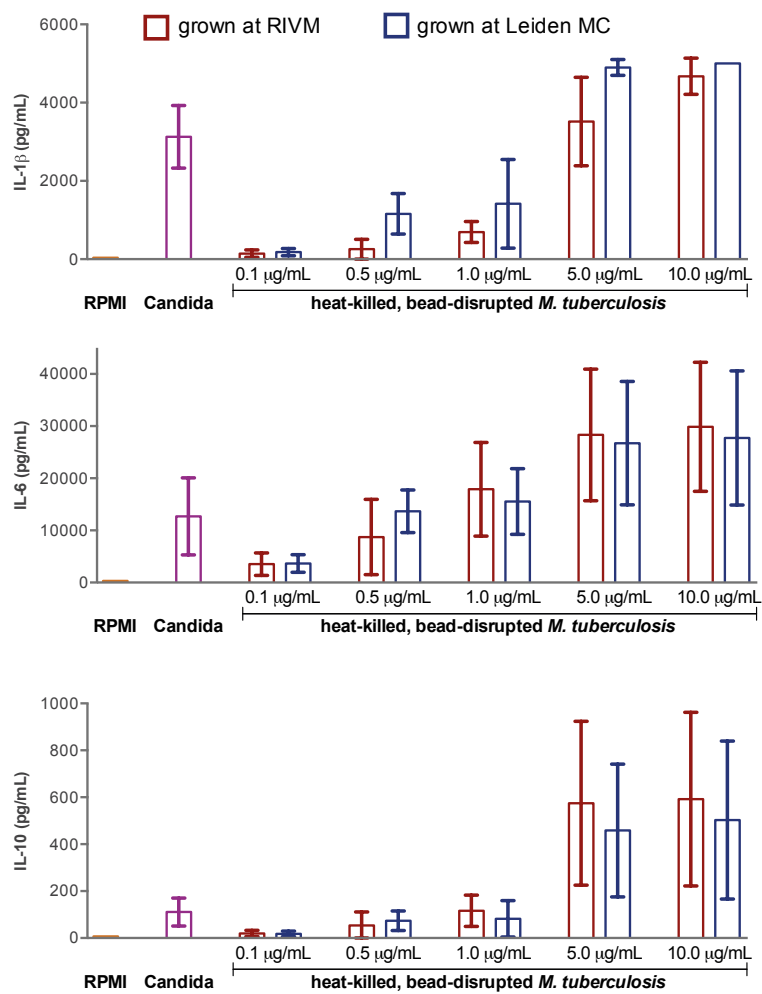 grown at RIVM grown at Leiden MC
6000
4000
2000
0
IL-1β (pg/mL)
0.1 μg/mL 0.5 μg/mL 1.0 μg/mL 5.0 μg/mL 10.0 μg/mL
RPMI Candida heat-killed, bead-disrupted M. tuberculosis
40000
30000
20000
10000
0
IL-6 (pg/mL)
0.1 μg/mL 0.5 μg/mL 1.0 μg/mL 5.0 μg/mL 10.0 μg/mL
RPMI Candida heat-killed, bead-disrupted M. tuberculosis
1000
800
600
400
200
0
IL-10 (pg/mL)
0.1 μg/mL 0.5 μg/mL 1.0 μg/mL 5.0 μg/mL 10.0 μg/mL
RPMI Candida heat-killed, bead-disrupted M. tuberculosis